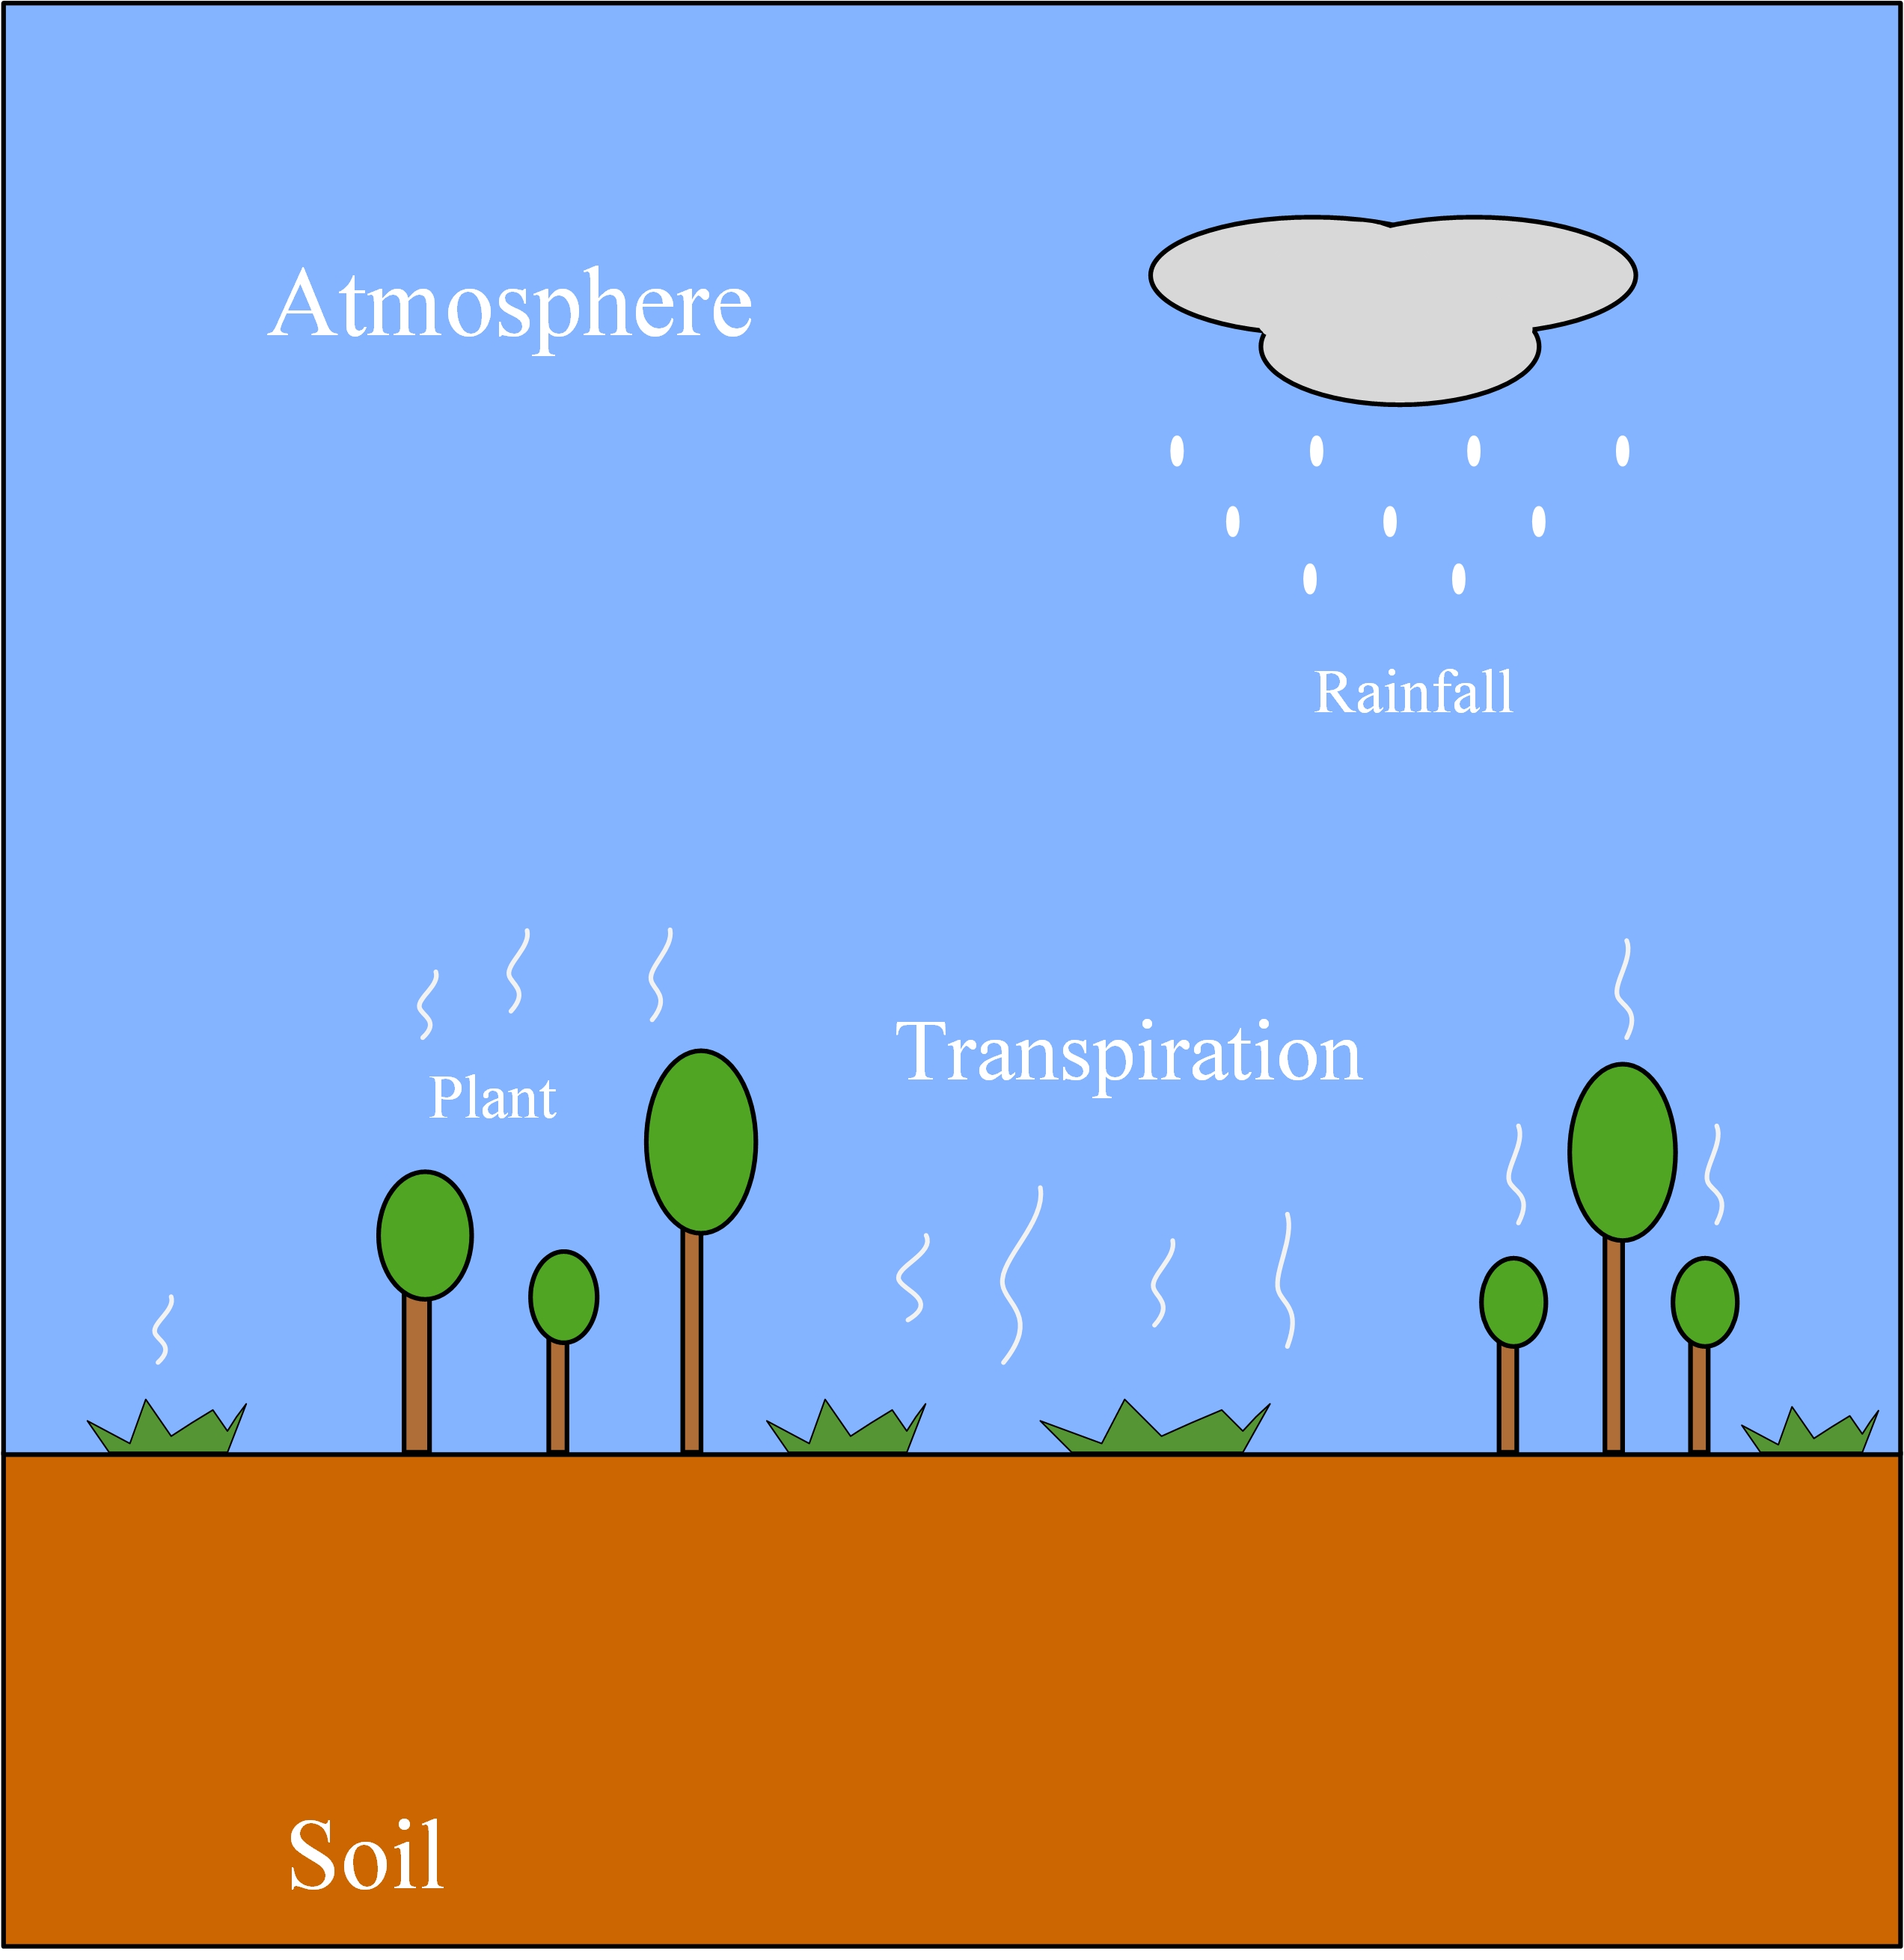 Atmosphere
Rainfall
Transpiration
Plant
Soil